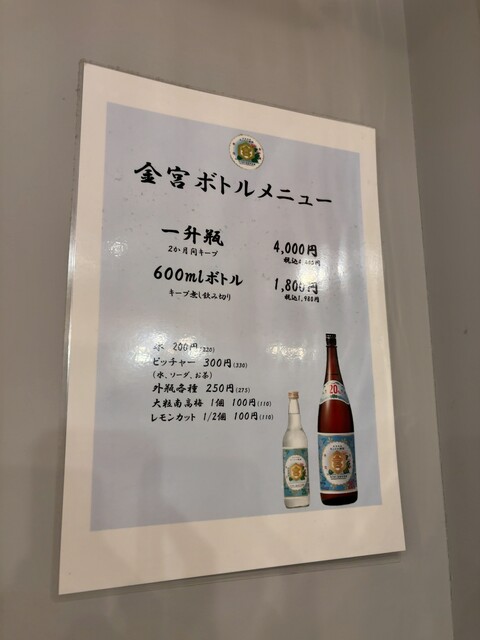 金宮ボトルメニュー
一升瓶 4,000円
2か月間キープ
600mlボトル 1,800円
キープ無し飲み切り 税込1,980円
氷 200円(220)
ピッチャー 300円(330)
(水、ソーダ、お茶)
外瓶各種 250円(275)
大粒南高梅 1個 100円(110)
レモンカット 1/2個 100円(110)
20